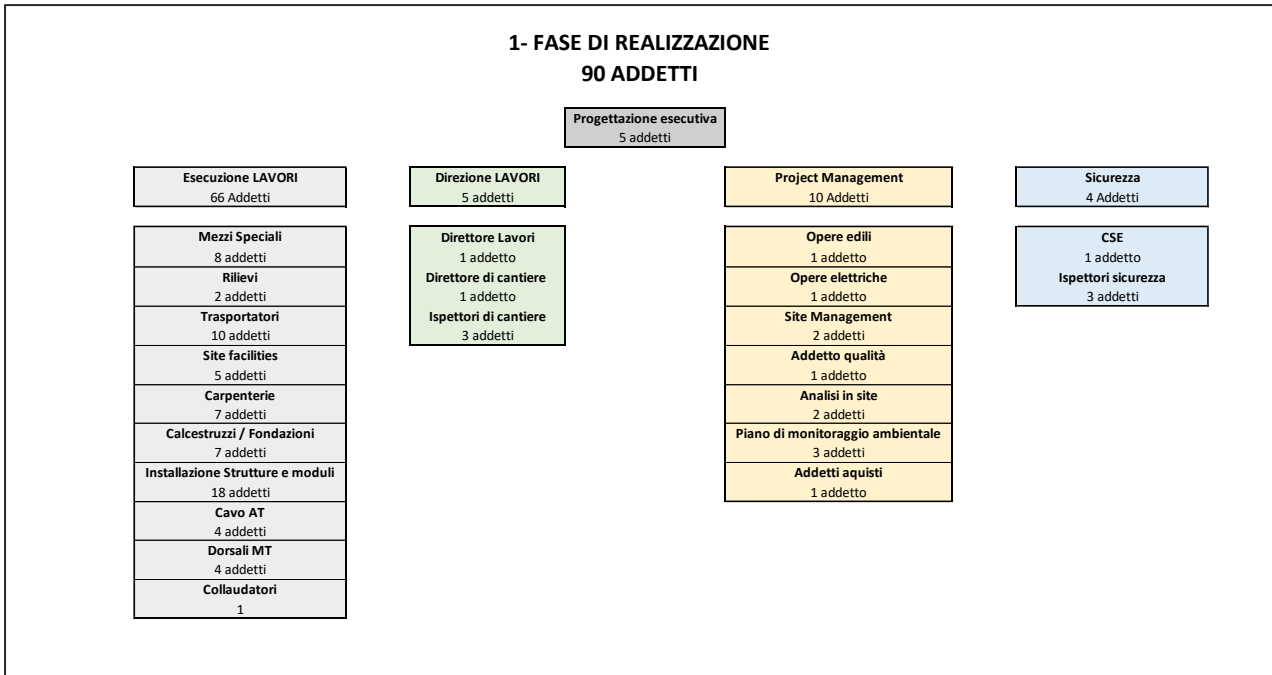 1- FASE DI REALIZZAZIONE
90 ADDETTI
Progettazione esecutiva
5 addetti
Esecuzione LAVORI
66 Addetti
Mezzi Speciali
8 addetti
Rilievi
2 addetti
Trasportatori
10 addetti
Site facilities
5 addetti
Carpenterie
7 addetti
Calcestruzzi / Fondazioni
7 addetti
Installazione Strutture e moduli
18 addetti
Cavo AT
4 addetti
Dorsali MT
4 addetti
Collaudatori
1
Direzione LAVORI
5 addetti
Direttore Lavori
1 addetto
Direttore di cantiere
1 addetto
Ispettori di cantiere
3 addetti
Project Management
10 Addetti
Opere edili
1 addetto
Opere elettriche
1 addetto
Site Management
2 addetti
Addetto qualità
1 addetto
Analisi in site
2 addetti
Piano di monitoraggio ambientale
3 addetti
Addetti aquisti
1 addetto
Sicurezza
4 Addetti
CSE
1 addetto
Ispettori sicurezza
3 addetti